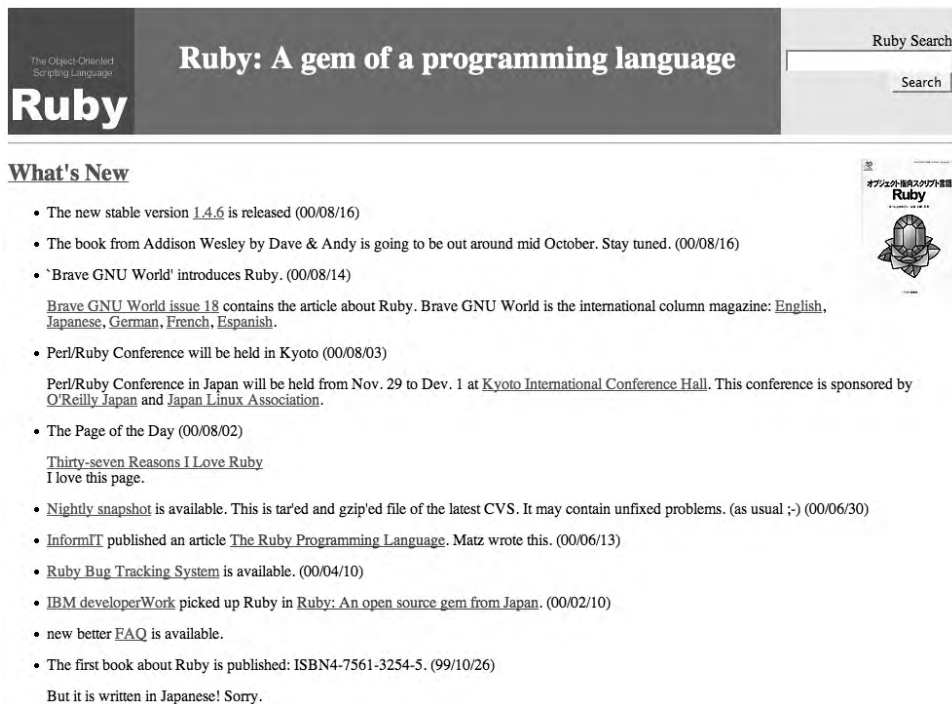 The Object-Oriented
Scripting Language
Ruby
Ruby: A gem of a programming language
Ruby Search
Search
What's New
オブジェクト指向スクリプト言語
Ruby
• The new stable version 1.4.6 is released (00/08/16)
• The book from Addison Wesley by Dave & Andy is going to be out around mid October. Stay tuned. (00/08/16)
• `Brave GNU World' introduces Ruby. (00/08/14)
Brave GNU World issue 18 contains the article about Ruby. Brave GNU World is the international column magazine: English,
Japanese, German, French, Espanish.
• Perl/Ruby Conference will be held in Kyoto (00/08/03)
Perl/Ruby Conference in Japan will be held from Nov. 29 to Dev. 1 at Kyoto International Conference Hall. This conference is sponsored by
O'Reilly Japan and Japan Linux Association.
• The Page of the Day (00/08/02)
Thirty-seven Reasons I Love Ruby
I love this page.
• Nightly snapshot is available. This is tar'ed and gzip'ed file of the latest CVS. It may contain unfixed problems. (as usual ;-) (00/06/30)
• InformIT published an article The Ruby Programming Language. Matz wrote this. (00/06/13)
• Ruby Bug Tracking System is available. (00/04/10)
• IBM developerWork picked up Ruby in Ruby: An open source gem from Japan. (00/02/10)
• new better FAQ is available.
• The first book about Ruby is published: ISBN4-7561-3254-5. (99/10/26)
But it is written in Japanese! Sorry.